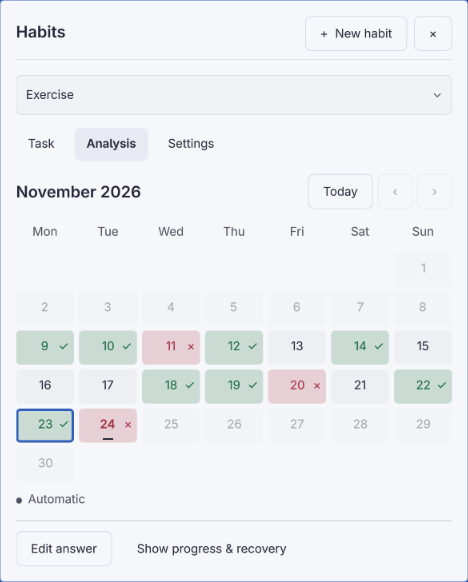 Habits
+ New habit
×
Exercise
Task Analysis Settings
November 2026
Today
‹ ›
Mon Tue Wed Thu Fri Sat Sun
1
2 3 4 5 6 7 8
9 ✓ 10 ✓ 11 × 12 ✓ 13 14 ✓ 15
16 17 18 ✓ 19 ✓ 20 × 21 22 ✓
23 ✓ 24 × 25 26 27 28 29
30
• Automatic
Edit answer Show progress & recovery